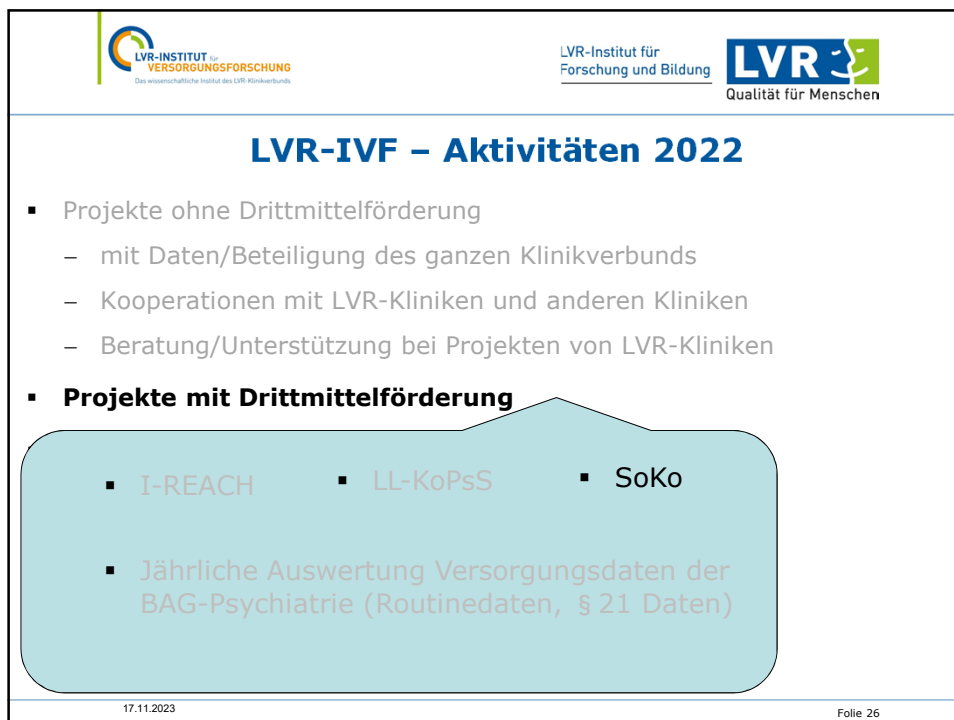 LVR-INSTITUT für
VERSORGUNGSFORSCHUNG
Das wissenschaftliche Institut des LVR-Klinikverbunds
LVR-Institut für
Forschung und Bildung
LVR
Qualität für Menschen
LVR-IVF – Aktivitäten 2022
▪ Projekte ohne Drittmittelförderung
– mit Daten/Beteiligung des ganzen Klinikverbunds
– Kooperationen mit LVR-Kliniken und anderen Kliniken
– Beratung/Unterstützung bei Projekten von LVR-Kliniken
▪ Projekte mit Drittmittelförderung
▪ I-REACH ▪ LL-KoPsS ▪ SoKo
▪ Jährliche Auswertung Versorgungsdaten der
BAG-Psychiatrie (Routinedaten, § 21 Daten)
17.11.2023
Folie 26